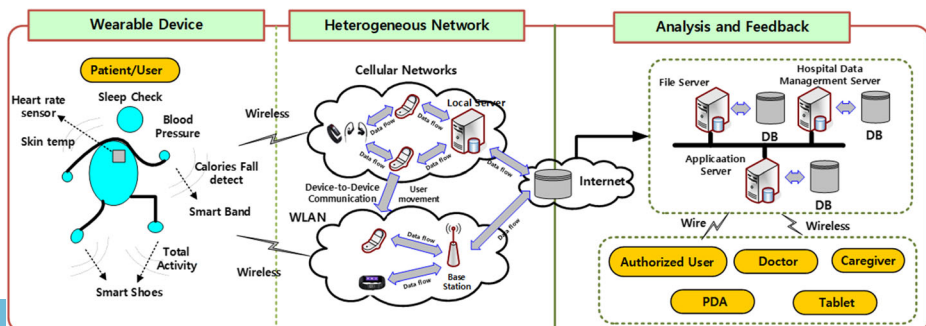 Wearable Device
Patient/User
Sleep Check
Heart rate
sensor
Blood
Pressure
Skin temp
Calories Fall
detect
Smart Band
Total
Activity
Smart Shoes
Wireless
Wireless
Heterogeneous Network
Cellular Networks
Local Server
Data flow
Data flow
Data flow
Data flow
Data flow
Device-to-Device
Communication
User
movement
Internet
WLAN
Data flow
Data flow
Data flow
Base
Station
Analysis and Feedback
File Server
Hospital Data
Management Server
DB
DB
Applicaation
Server
DB
Wire
Wireless
Authorized User
Doctor
Caregiver
PDA
Tablet